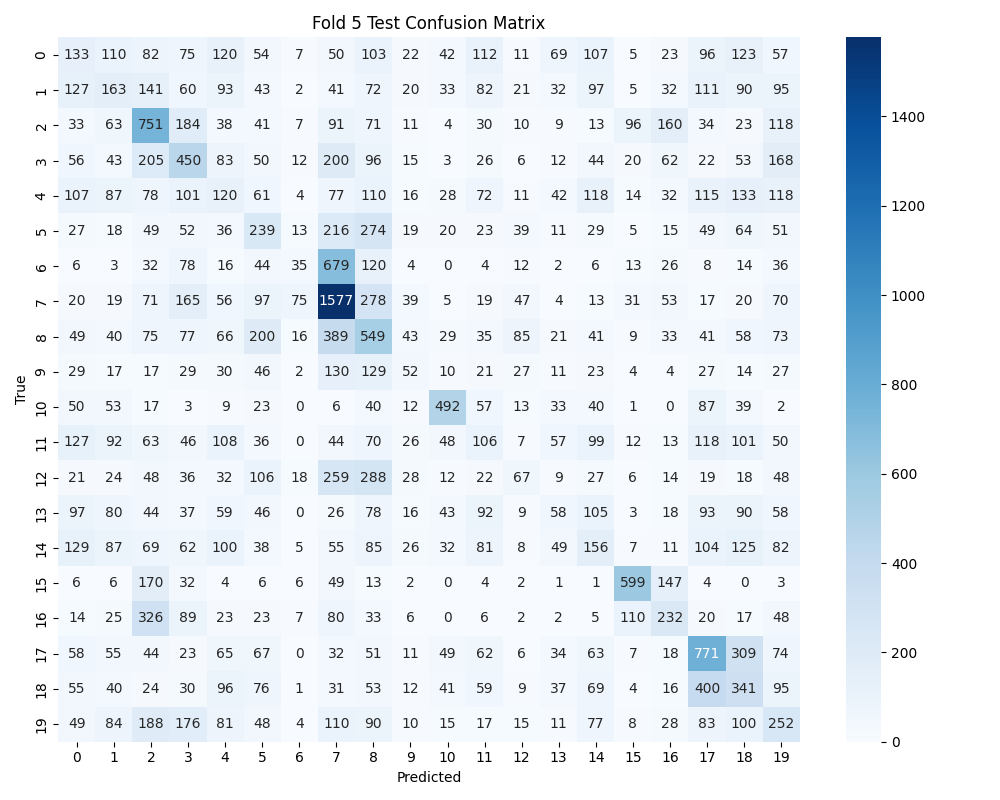 Fold 5 Test Confusion Matrix
0 133 110 82 75 120 54 7 50 103 22 42 112 11 69 107 5 23 96 123 57
1 127 163 141 60 93 43 2 41 72 20 33 82 21 32 97 5 32 111 90 95
2 33 63 751 184 38 41 7 91 71 11 4 30 10 9 13 96 160 34 23 118
3 56 43 205 450 83 50 12 200 96 15 3 26 6 12 44 20 62 22 53 168
4 107 87 78 101 120 61 4 77 110 16 28 72 11 42 118 14 32 115 133 118
5 27 18 49 52 36 239 13 216 274 19 20 23 39 11 29 5 15 49 64 51
6 6 3 32 78 16 44 35 679 120 4 0 4 12 2 6 13 26 8 14 36
7 20 19 71 165 56 97 75 1577 278 39 5 19 47 4 13 31 53 17 20 70
8 49 40 75 77 66 200 16 389 549 43 29 35 85 21 41 9 33 41 58 73
9 29 17 17 29 30 46 2 130 129 52 10 21 27 11 23 4 4 27 14 27
10 50 53 17 3 9 23 0 6 40 12 492 57 13 33 40 1 0 87 39 2
11 127 92 63 46 108 36 0 44 70 26 48 106 7 57 99 12 13 118 101 50
12 21 24 48 36 32 106 18 259 288 28 12 22 67 9 27 6 14 19 18 48
13 97 80 44 37 59 46 0 26 78 16 43 92 9 58 105 3 18 93 90 58
14 129 87 69 62 100 38 5 55 85 26 32 81 8 49 156 7 11 104 125 82
15 6 6 170 32 4 6 6 49 13 2 0 4 2 1 1 599 147 4 0 3
16 14 25 326 89 23 23 7 80 33 6 0 6 2 2 5 110 232 20 17 48
17 58 55 44 23 65 67 0 32 51 11 49 62 6 34 63 7 18 771 309 74
18 55 40 24 30 96 76 1 31 53 12 41 59 9 37 69 4 16 400 341 95
19 49 84 188 176 81 48 4 110 90 10 15 17 15 11 77 8 28 83 100 252
0 1 2 3 4 5 6 7 8 9 10 11 12 13 14 15 16 17 18 19
Predicted
True
1400
1200
1000
800
600
400
200
0